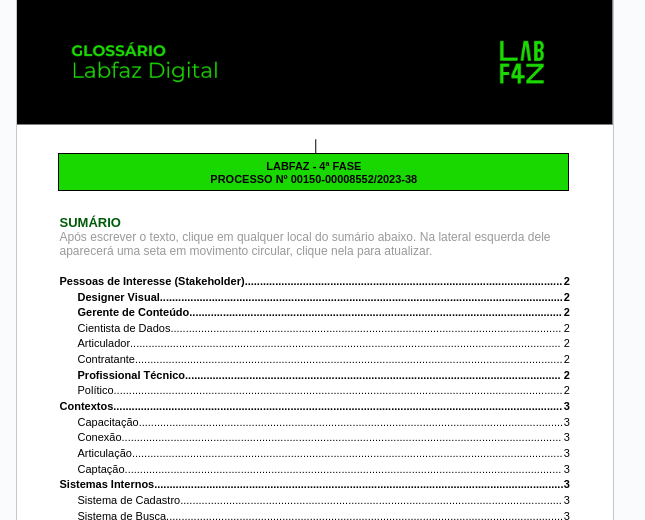 GLOSSÁRIO
Labfaz Digital
LAB
F4Z
LABFAZ - 4ª FASE
PROCESSO Nº 00150-00008552/2023-38
SUMÁRIO
Após escrever o texto, clique em qualquer local do sumário abaixo. Na lateral esquerda dele
aparecerá uma seta em movimento circular, clique nela para atualizar.
Pessoas de Interesse (Stakeholder)........................................................................................................ 2
Designer Visual.................................................................................................................................... 2
Gerente de Conteúdo........................................................................................................................... 2
Cientista de Dados............................................................................................................................... 2
Articulador............................................................................................................................................ 2
Contratante........................................................................................................................................... 2
Profissional Técnico............................................................................................................................. 2
Político.................................................................................................................................................. 2
Contextos................................................................................................................................................. 3
Capacitação.......................................................................................................................................... 3
Conexão............................................................................................................................................... 3
Articulação............................................................................................................................................ 3
Captação.............................................................................................................................................. 3
Sistemas Internos..................................................................................................................................... 3
Sistema de Cadastro............................................................................................................................ 3
Sistema de Busca................................................................................................................................. 3